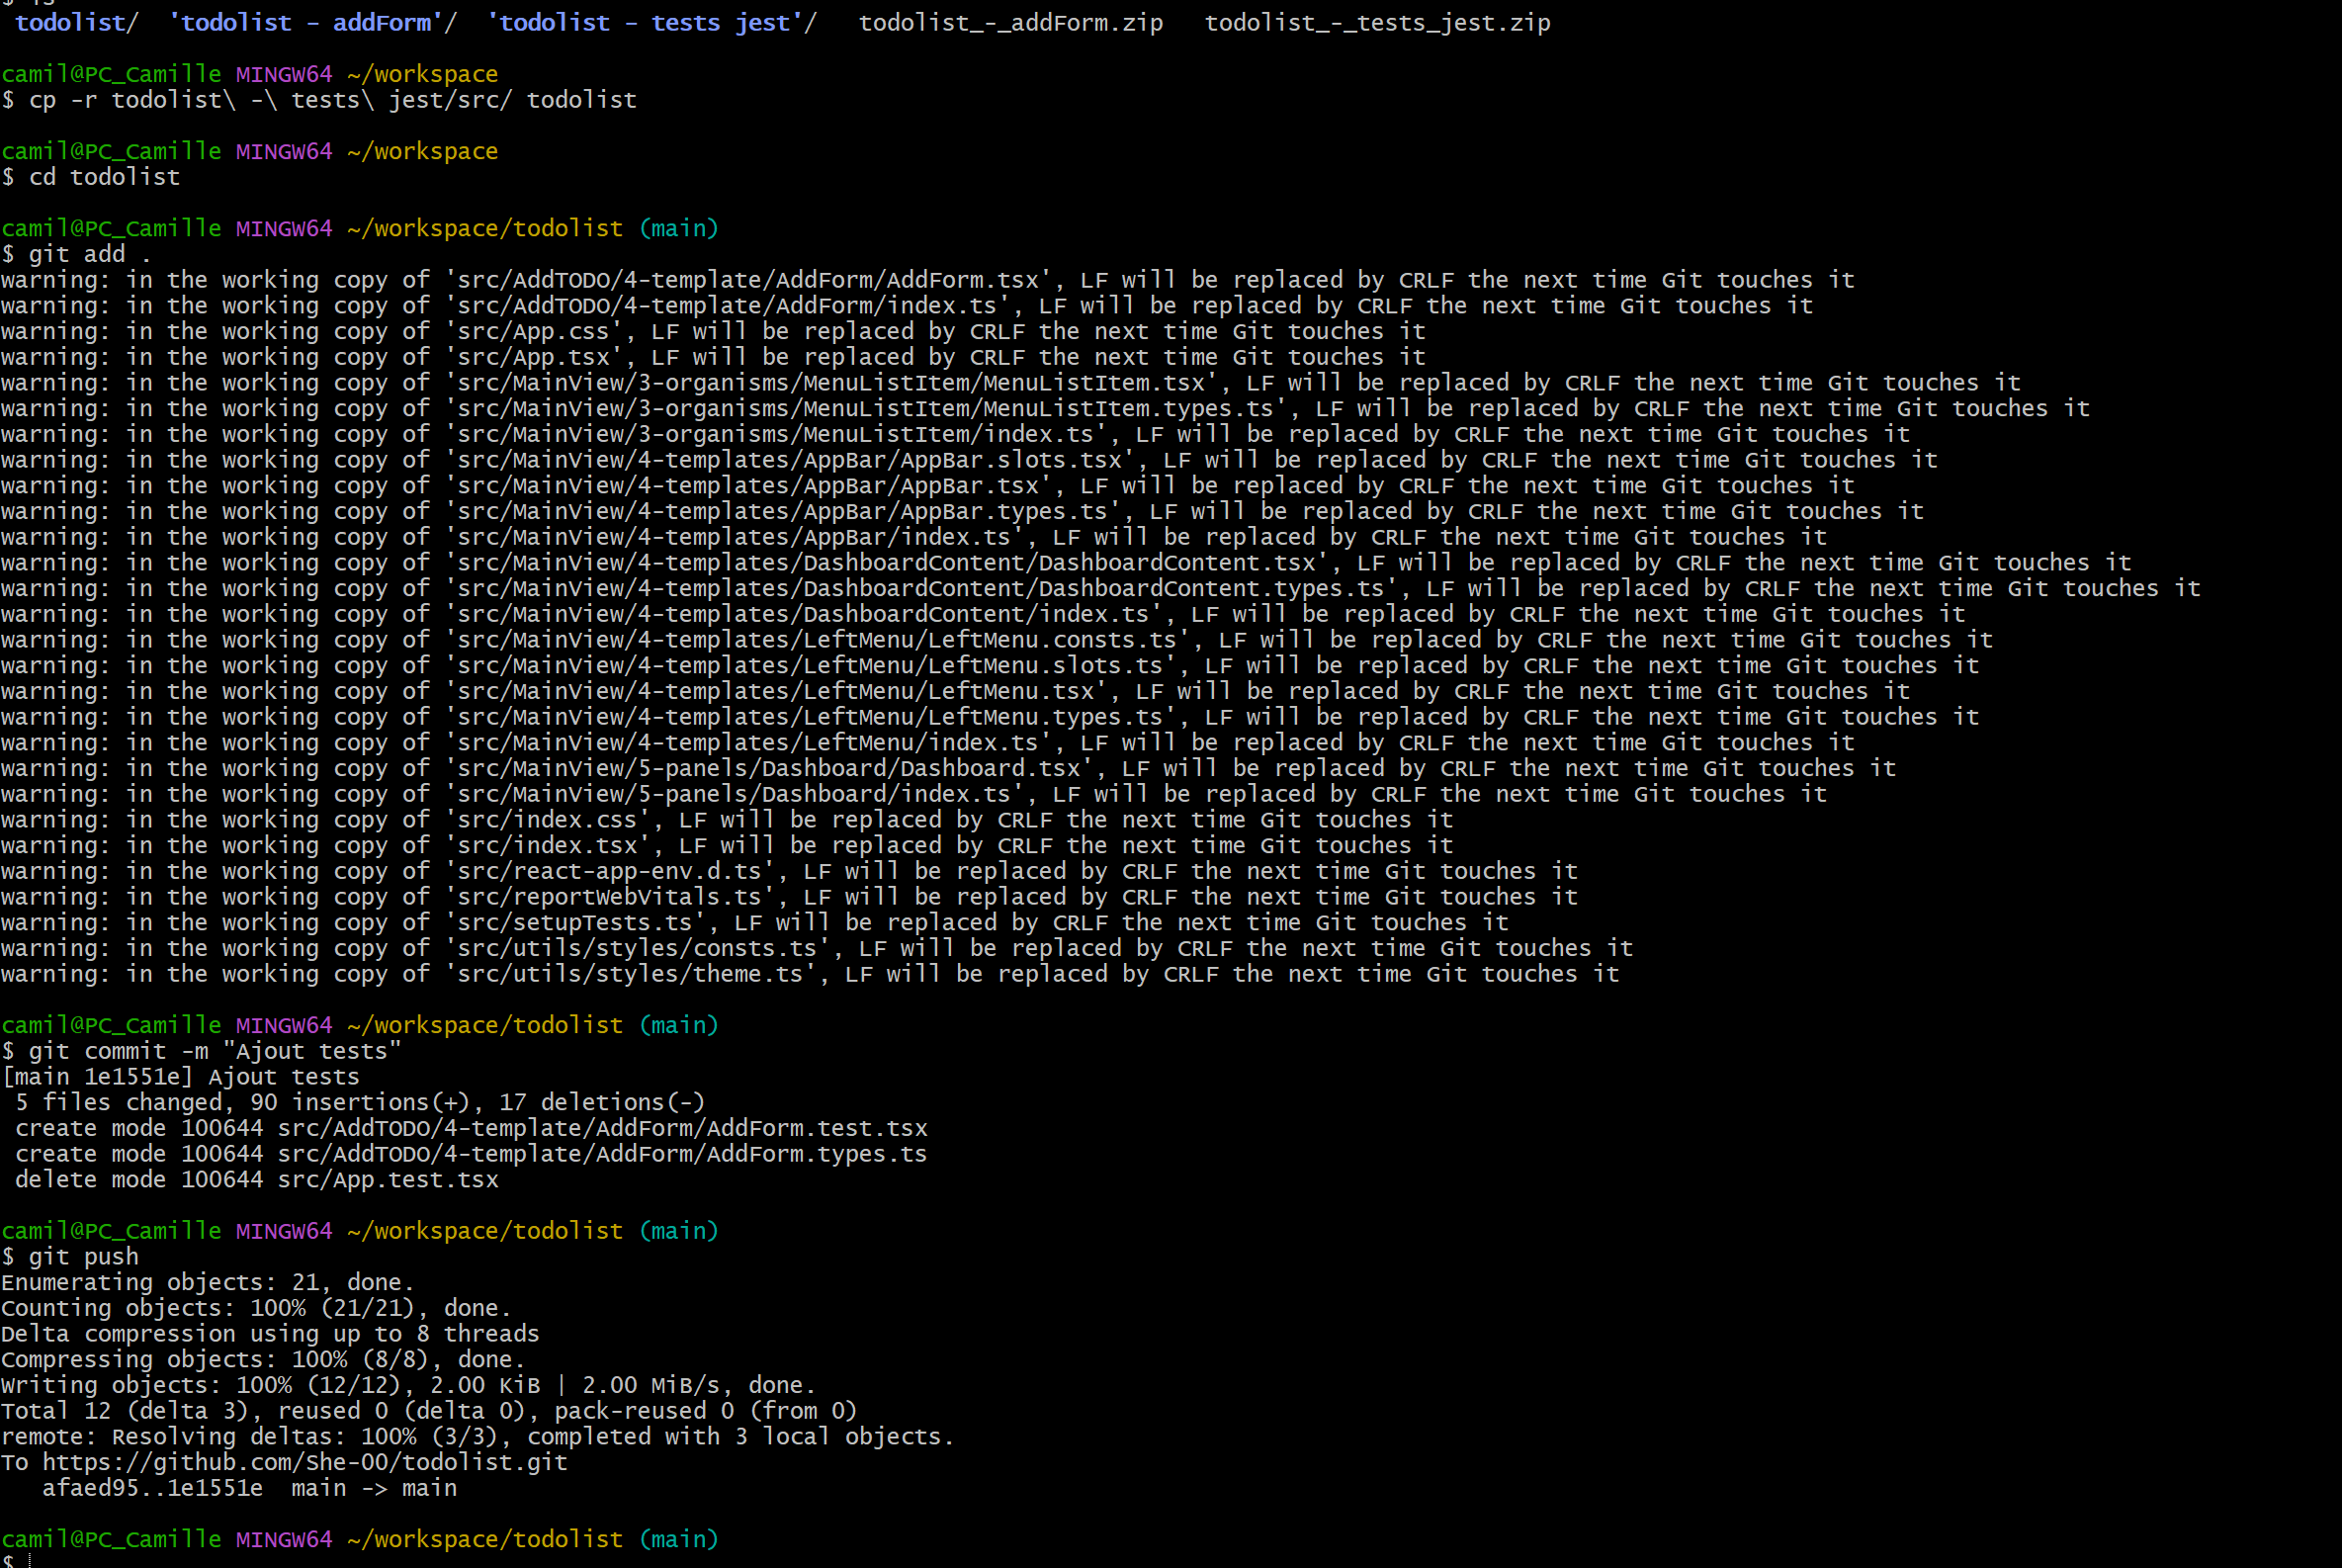 $ ls
todolist/  'todolist - addForm'/  'todolist - tests jest'/   todolist_-_addForm.zip   todolist_-_tests_jest.zip
camil@PC_Camille MINGW64 ~/workspace
$ cp -r todolist\ -\ tests\ jest/src/ todolist
camil@PC_Camille MINGW64 ~/workspace
$ cd todolist
camil@PC_Camille MINGW64 ~/workspace/todolist (main)
$ git add .
warning: in the working copy of 'src/AddTODO/4-template/AddForm/AddForm.tsx', LF will be replaced by CRLF the next time Git touches it
warning: in the working copy of 'src/AddTODO/4-template/AddForm/index.ts', LF will be replaced by CRLF the next time Git touches it
warning: in the working copy of 'src/App.css', LF will be replaced by CRLF the next time Git touches it
warning: in the working copy of 'src/App.tsx', LF will be replaced by CRLF the next time Git touches it
warning: in the working copy of 'src/MainView/3-organisms/MenuListItem/MenuListItem.tsx', LF will be replaced by CRLF the next time Git touches it
warning: in the working copy of 'src/MainView/3-organisms/MenuListItem/MenuListItem.types.ts', LF will be replaced by CRLF the next time Git touches it
warning: in the working copy of 'src/MainView/3-organisms/MenuListItem/index.ts', LF will be replaced by CRLF the next time Git touches it
warning: in the working copy of 'src/MainView/4-templates/AppBar/AppBar.slots.tsx', LF will be replaced by CRLF the next time Git touches it
warning: in the working copy of 'src/MainView/4-templates/AppBar/AppBar.tsx', LF will be replaced by CRLF the next time Git touches it
warning: in the working copy of 'src/MainView/4-templates/AppBar/AppBar.types.ts', LF will be replaced by CRLF the next time Git touches it
warning: in the working copy of 'src/MainView/4-templates/AppBar/index.ts', LF will be replaced by CRLF the next time Git touches it
warning: in the working copy of 'src/MainView/4-templates/DashboardContent/DashboardContent.tsx', LF will be replaced by CRLF the next time Git touches it
warning: in the working copy of 'src/MainView/4-templates/DashboardContent/DashboardContent.types.ts', LF will be replaced by CRLF the next time Git touches it
warning: in the working copy of 'src/MainView/4-templates/DashboardContent/index.ts', LF will be replaced by CRLF the next time Git touches it
warning: in the working copy of 'src/MainView/4-templates/LeftMenu/LeftMenu.consts.ts', LF will be replaced by CRLF the next time Git touches it
warning: in the working copy of 'src/MainView/4-templates/LeftMenu/LeftMenu.slots.ts', LF will be replaced by CRLF the next time Git touches it
warning: in the working copy of 'src/MainView/4-templates/LeftMenu/LeftMenu.tsx', LF will be replaced by CRLF the next time Git touches it
warning: in the working copy of 'src/MainView/4-templates/LeftMenu/LeftMenu.types.ts', LF will be replaced by CRLF the next time Git touches it
warning: in the working copy of 'src/MainView/4-templates/LeftMenu/index.ts', LF will be replaced by CRLF the next time Git touches it
warning: in the working copy of 'src/MainView/5-panels/Dashboard/Dashboard.tsx', LF will be replaced by CRLF the next time Git touches it
warning: in the working copy of 'src/MainView/5-panels/Dashboard/index.ts', LF will be replaced by CRLF the next time Git touches it
warning: in the working copy of 'src/index.css', LF will be replaced by CRLF the next time Git touches it
warning: in the working copy of 'src/index.tsx', LF will be replaced by CRLF the next time Git touches it
warning: in the working copy of 'src/react-app-env.d.ts', LF will be replaced by CRLF the next time Git touches it
warning: in the working copy of 'src/reportWebVitals.ts', LF will be replaced by CRLF the next time Git touches it
warning: in the working copy of 'src/setupTests.ts', LF will be replaced by CRLF the next time Git touches it
warning: in the working copy of 'src/utils/styles/consts.ts', LF will be replaced by CRLF the next time Git touches it
warning: in the working copy of 'src/utils/styles/theme.ts', LF will be replaced by CRLF the next time Git touches it
camil@PC_Camille MINGW64 ~/workspace/todolist (main)
$ git commit -m "Ajout tests"
[main 1e1551e] Ajout tests
5 files changed, 90 insertions(+), 17 deletions(-)
create mode 100644 src/AddTODO/4-template/AddForm/AddForm.test.tsx
create mode 100644 src/AddTODO/4-template/AddForm/AddForm.types.ts
delete mode 100644 src/App.test.tsx
camil@PC_Camille MINGW64 ~/workspace/todolist (main)
$ git push
Enumerating objects: 21, done.
Counting objects: 100% (21/21), done.
Delta compression using up to 8 threads
Compressing objects: 100% (8/8), done.
Writing objects: 100% (12/12), 2.00 KiB | 2.00 MiB/s, done.
Total 12 (delta 3), reused 0 (delta 0), pack-reused 0 (from 0)
remote: Resolving deltas: 100% (3/3), completed with 3 local objects.
To https://github.com/She-00/todolist.git
afaed95..1e1551e  main -> main
camil@PC_Camille MINGW64 ~/workspace/todolist (main)
$